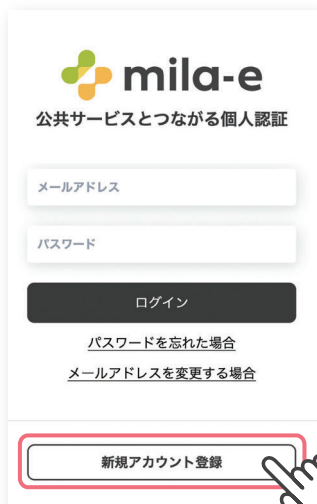 mila-e
公共サービスとつながる個人認証
メールアドレス
パスワード
ログイン
パスワードを忘れた場合
メールアドレスを変更する場合
新規アカウント登録